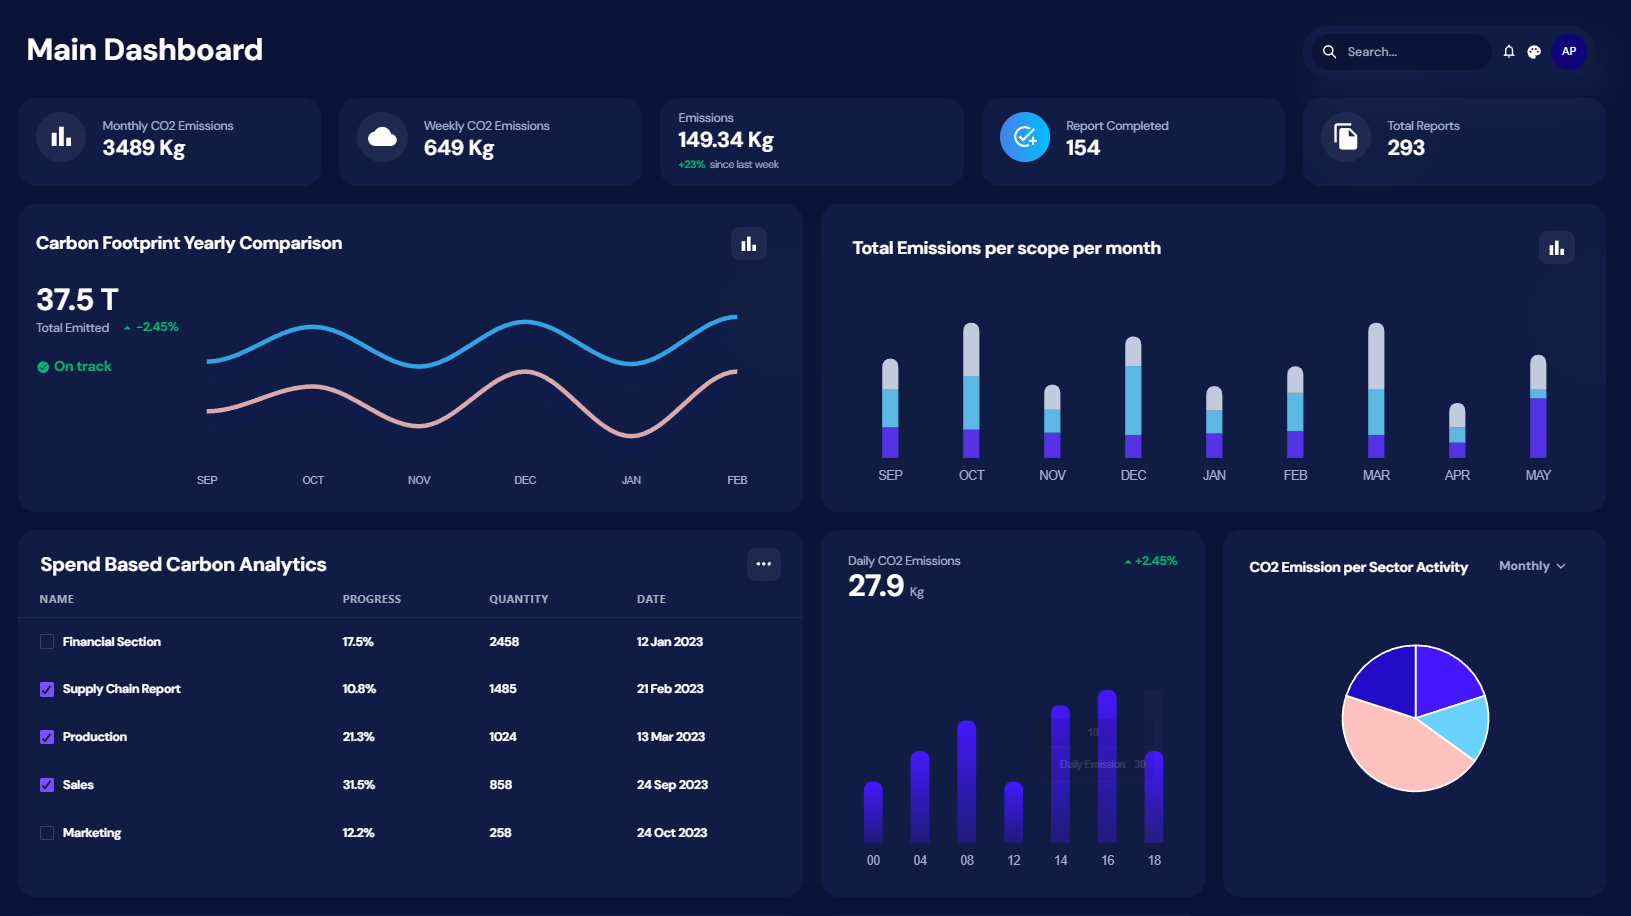 Main Dashboard
Search...
AP
Monthly CO2 Emissions
3489 Kg
Weekly CO2 Emissions
649 Kg
Emissions
149.34 Kg
+23% since last week
Report Completed
154
Total Reports
293
Carbon Footprint Yearly Comparison
37.5 T
Total Emitted -2.45%
On track
SEP OCT NOV DEC JAN FEB
Total Emissions per scope per month
SEP OCT NOV DEC JAN FEB MAR APR MAY
Spend Based Carbon Analytics
NAME PROGRESS QUANTITY DATE
Financial Section 17.5% 2458 12 Jan 2023
Supply Chain Report 10.8% 1485 21 Feb 2023
Production 21.3% 1024 13 Mar 2023
Sales 31.5% 858 24 Sep 2023
Marketing 12.2% 258 24 Oct 2023
Daily CO2 Emissions +2.45%
27.9 Kg
18
Daily Emission: 30
00 04 08 12 14 16 18
CO2 Emission per Sector Activity Monthly